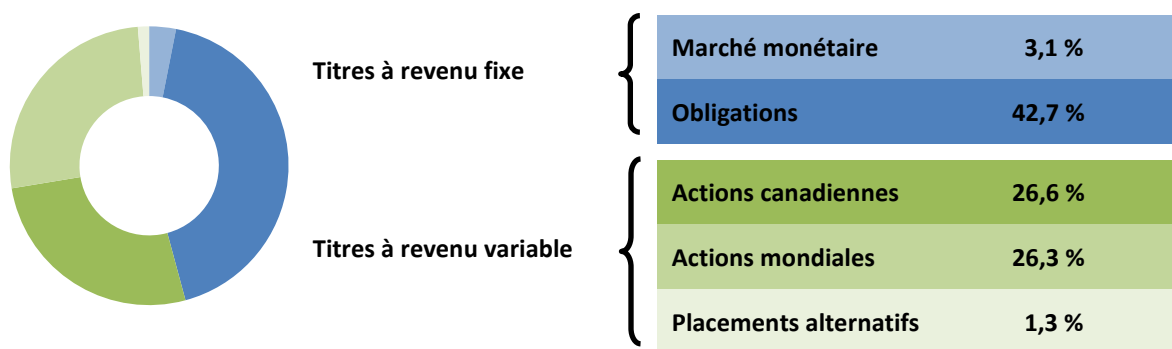 Titres à revenu fixe
Marché monétaire 3,1 %
Obligations 42,7 %
Titres à revenu variable
Actions canadiennes 26,6 %
Actions mondiales 26,3 %
Placements alternatifs 1,3 %